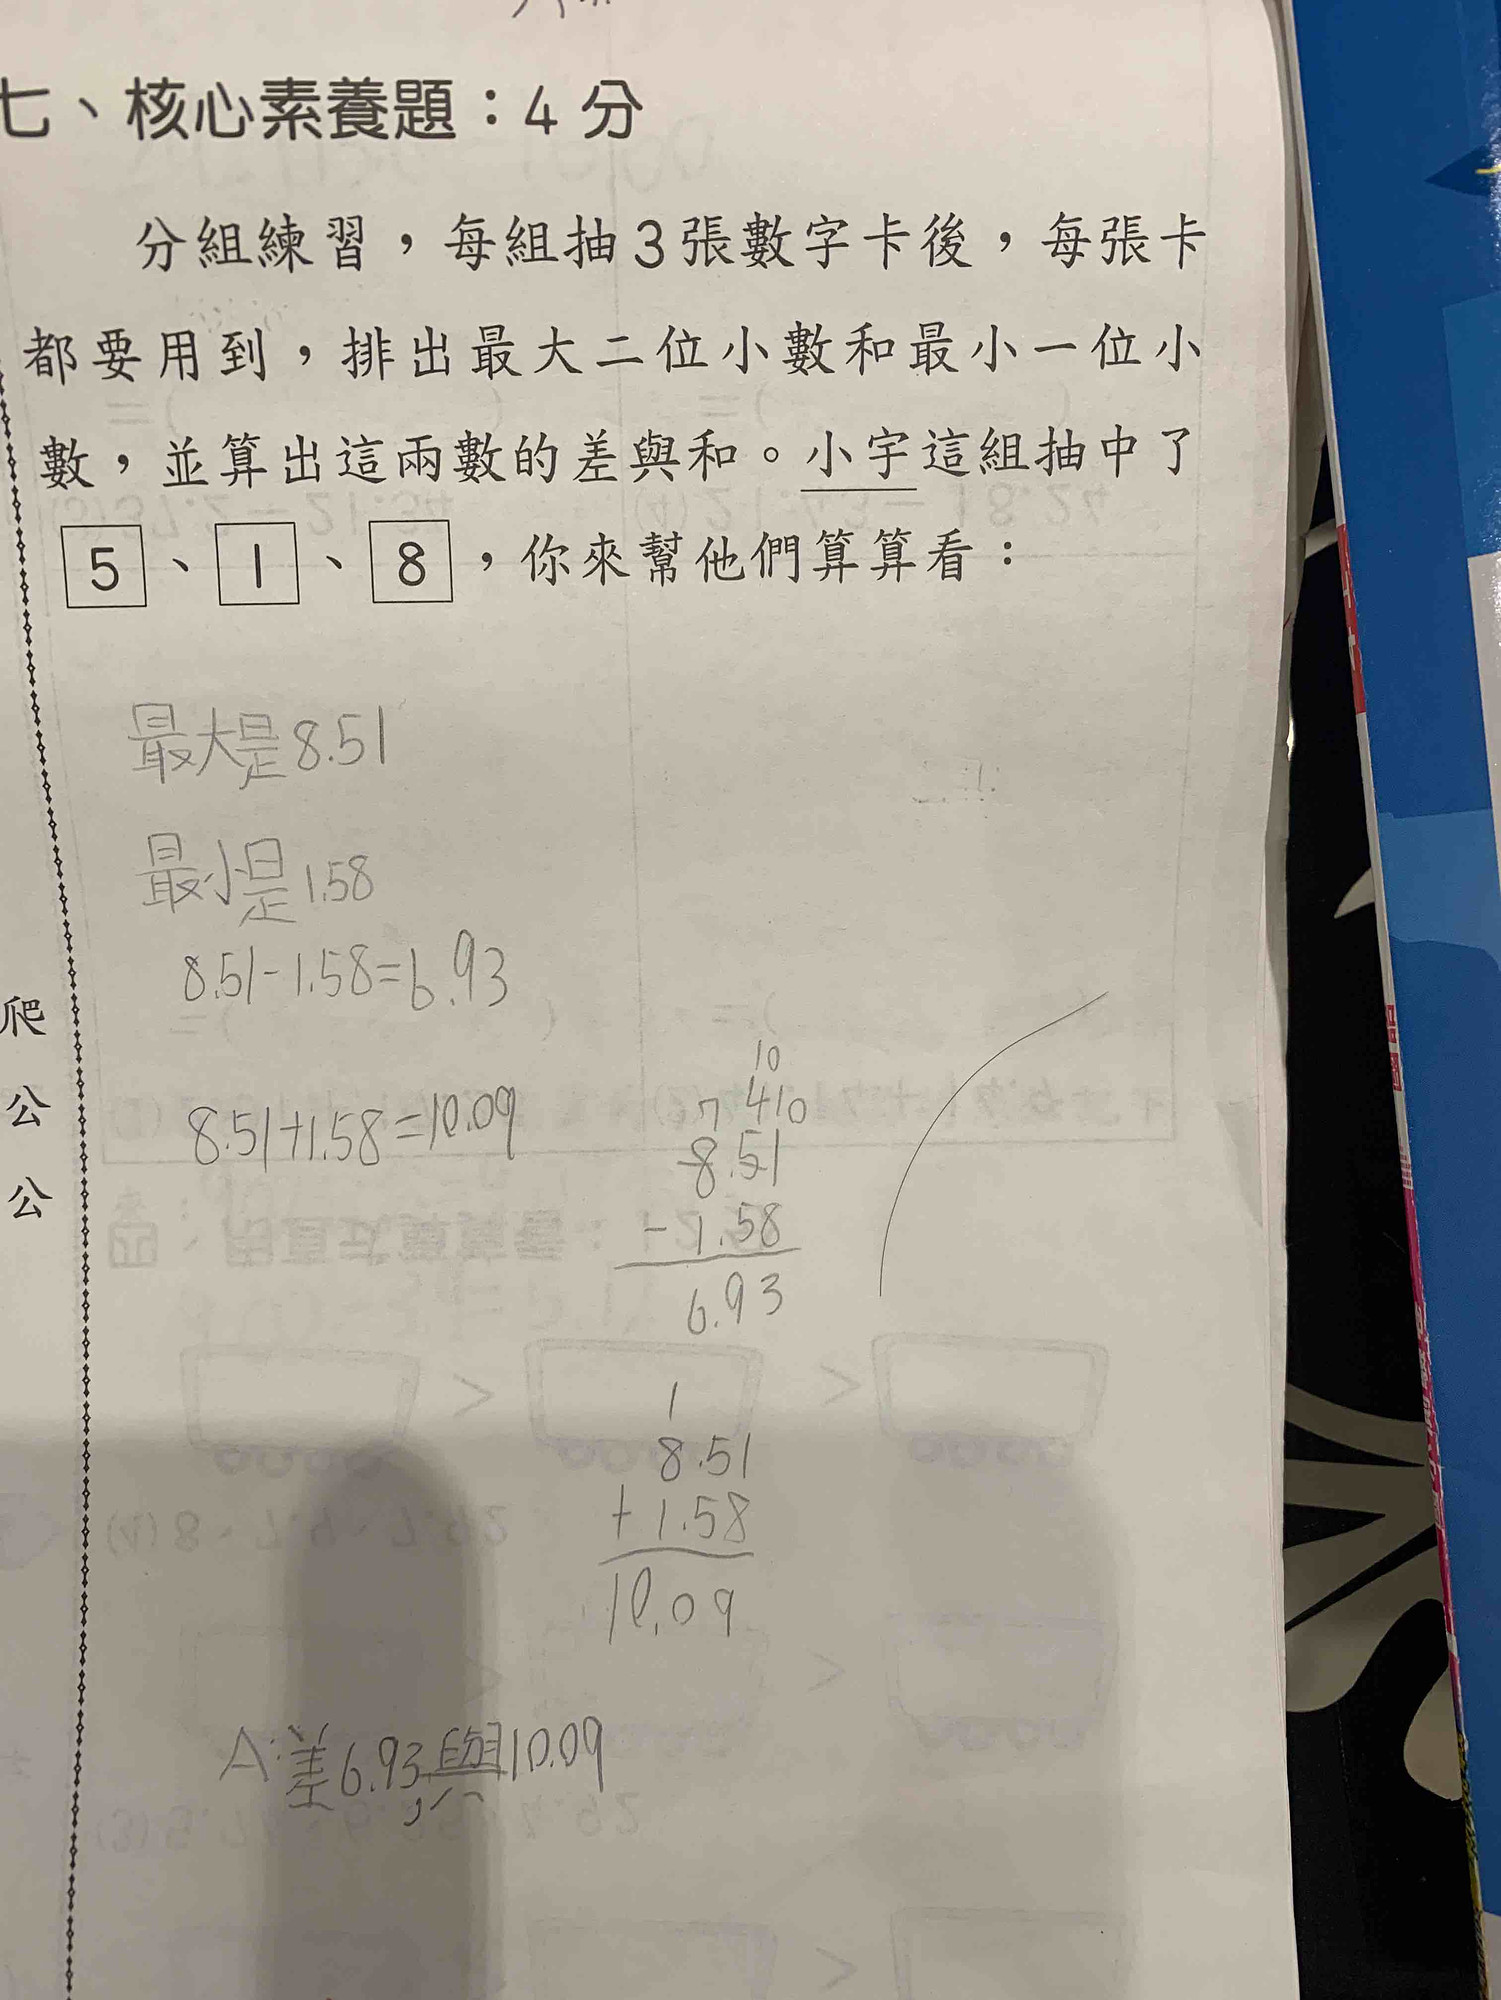 七、核心素養題：4 分
分組練習，每組抽3張數字卡後，每張卡
都要用到，排出最大二位小數和最小一位小
數，並算出這兩數的差與和。小宇這組抽中了
5、1、8，你來幫他們算算看：
最大是8.51
最小是1.58
8.51-1.58=6.93
8.51+1.58=10.09
10
7 410
8.51
-1.58
6.93
1
8.51
+1.58
10.09
A:差6.93,與10.09
爬
公
公